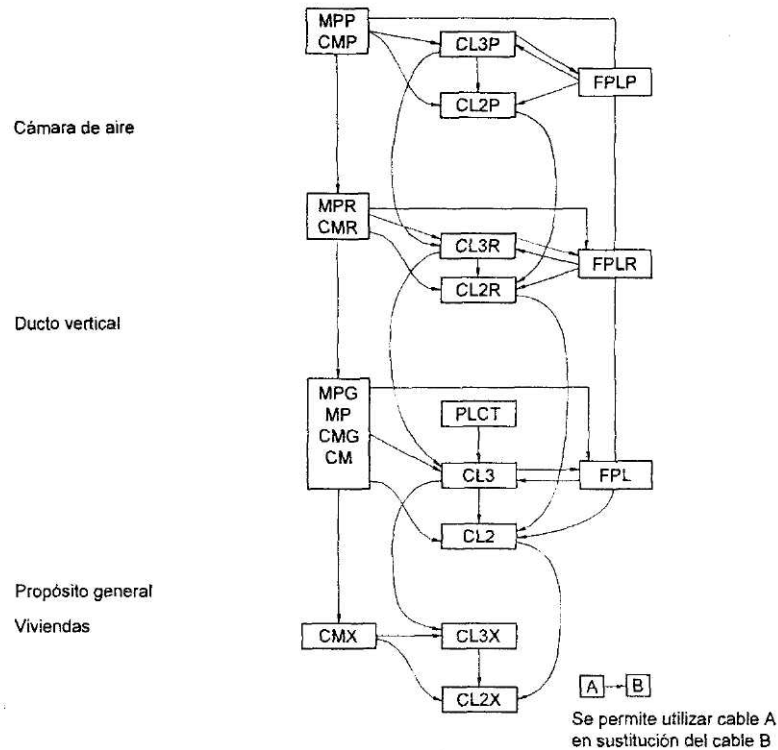 MPP
CMP
CL3P
FPLP
CL2P
Cámara de aire
MPR
CMR
CL3R
FPLR
CL2R
Ducto vertical
MPG
MP
CMG
CM
PLCT
CL3
FPL
CL2
Propósito general
Viviendas
CMX
CL3X
CL2X
A
B
Se permite utilizar cable A
en sustitución del cable B